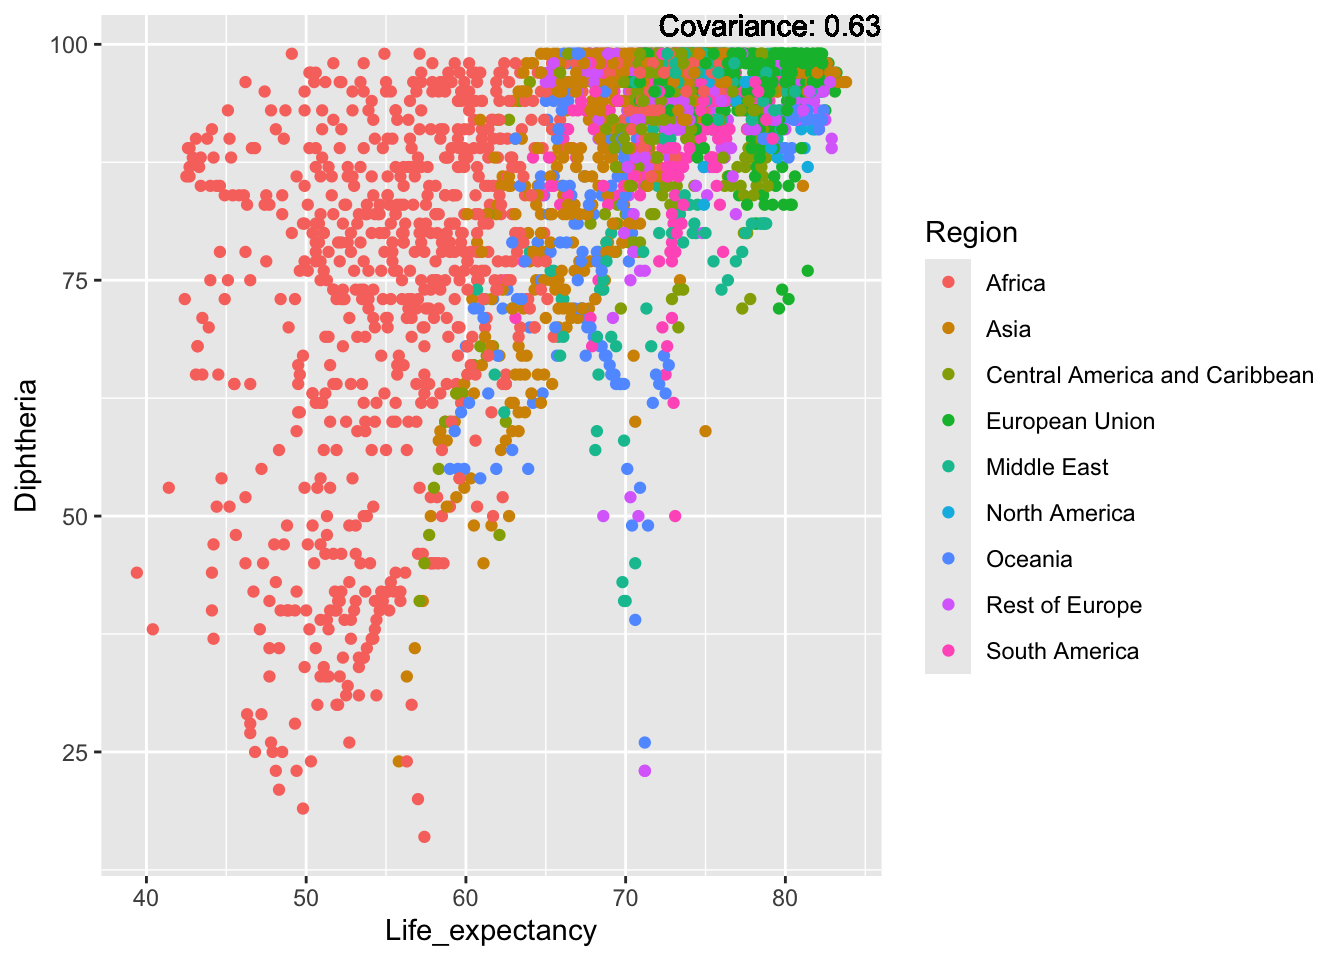 Covariance: 0.63
100
75
50
25
Diphtheria
40 50 60 70 80
Life_expectancy
Region
Africa
Asia
Central America and Caribbean
European Union
Middle East
North America
Oceania
Rest of Europe
South America